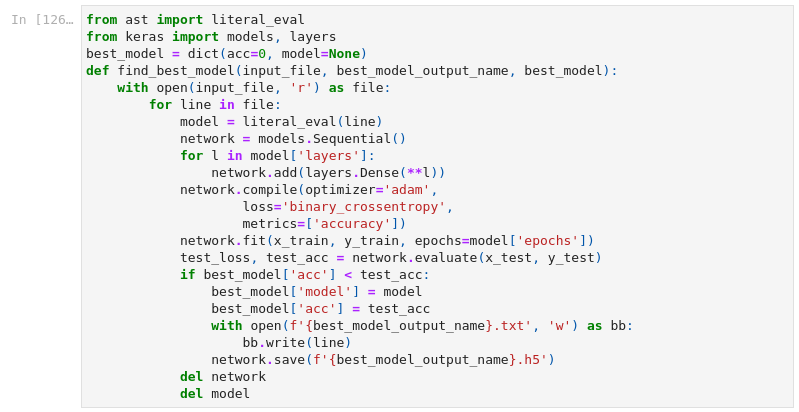 In [126…
from ast import literal_eval
from keras import models, layers
best_model = dict(acc=0, model=None)
def find_best_model(input_file, best_model_output_name, best_model):
    with open(input_file, 'r') as file:
        for line in file:
            model = literal_eval(line)
            network = models.Sequential()
            for l in model['layers']:
                network.add(layers.Dense(**l))
            network.compile(optimizer='adam',
                    loss='binary_crossentropy',
                    metrics=['accuracy'])
            network.fit(x_train, y_train, epochs=model['epochs'])
            test_loss, test_acc = network.evaluate(x_test, y_test)
            if best_model['acc'] < test_acc:
                best_model['model'] = model
                best_model['acc'] = test_acc
                with open(f'{best_model_output_name}.txt', 'w') as bb:
                    bb.write(line)
                network.save(f'{best_model_output_name}.h5')
            del network
            del model